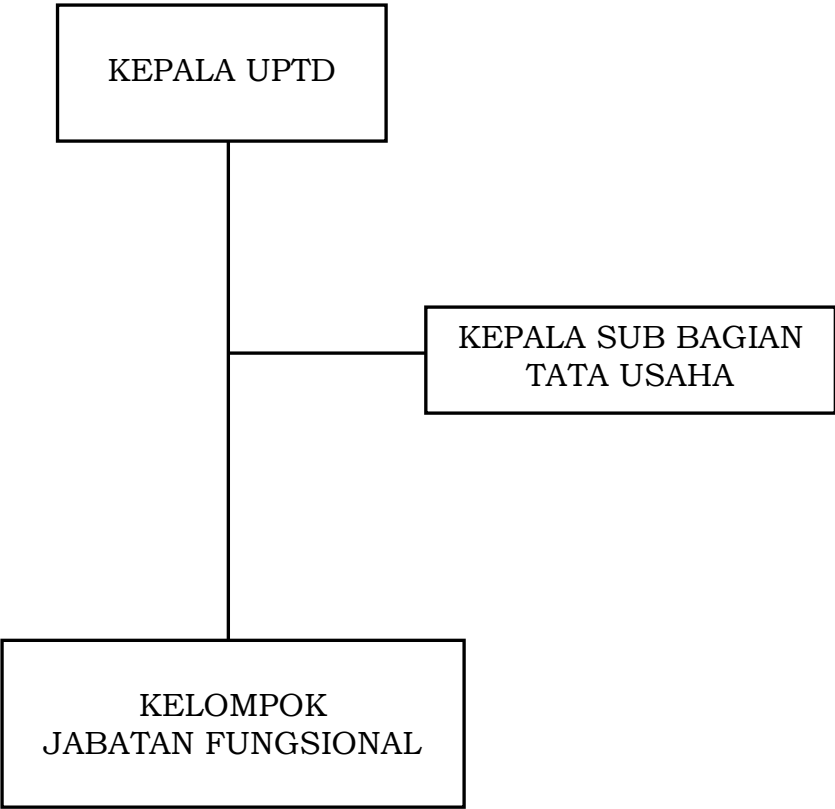 KEPALA UPTD
KEPALA SUB BAGIAN
TATA USAHA
KELOMPOK
JABATAN FUNGSIONAL